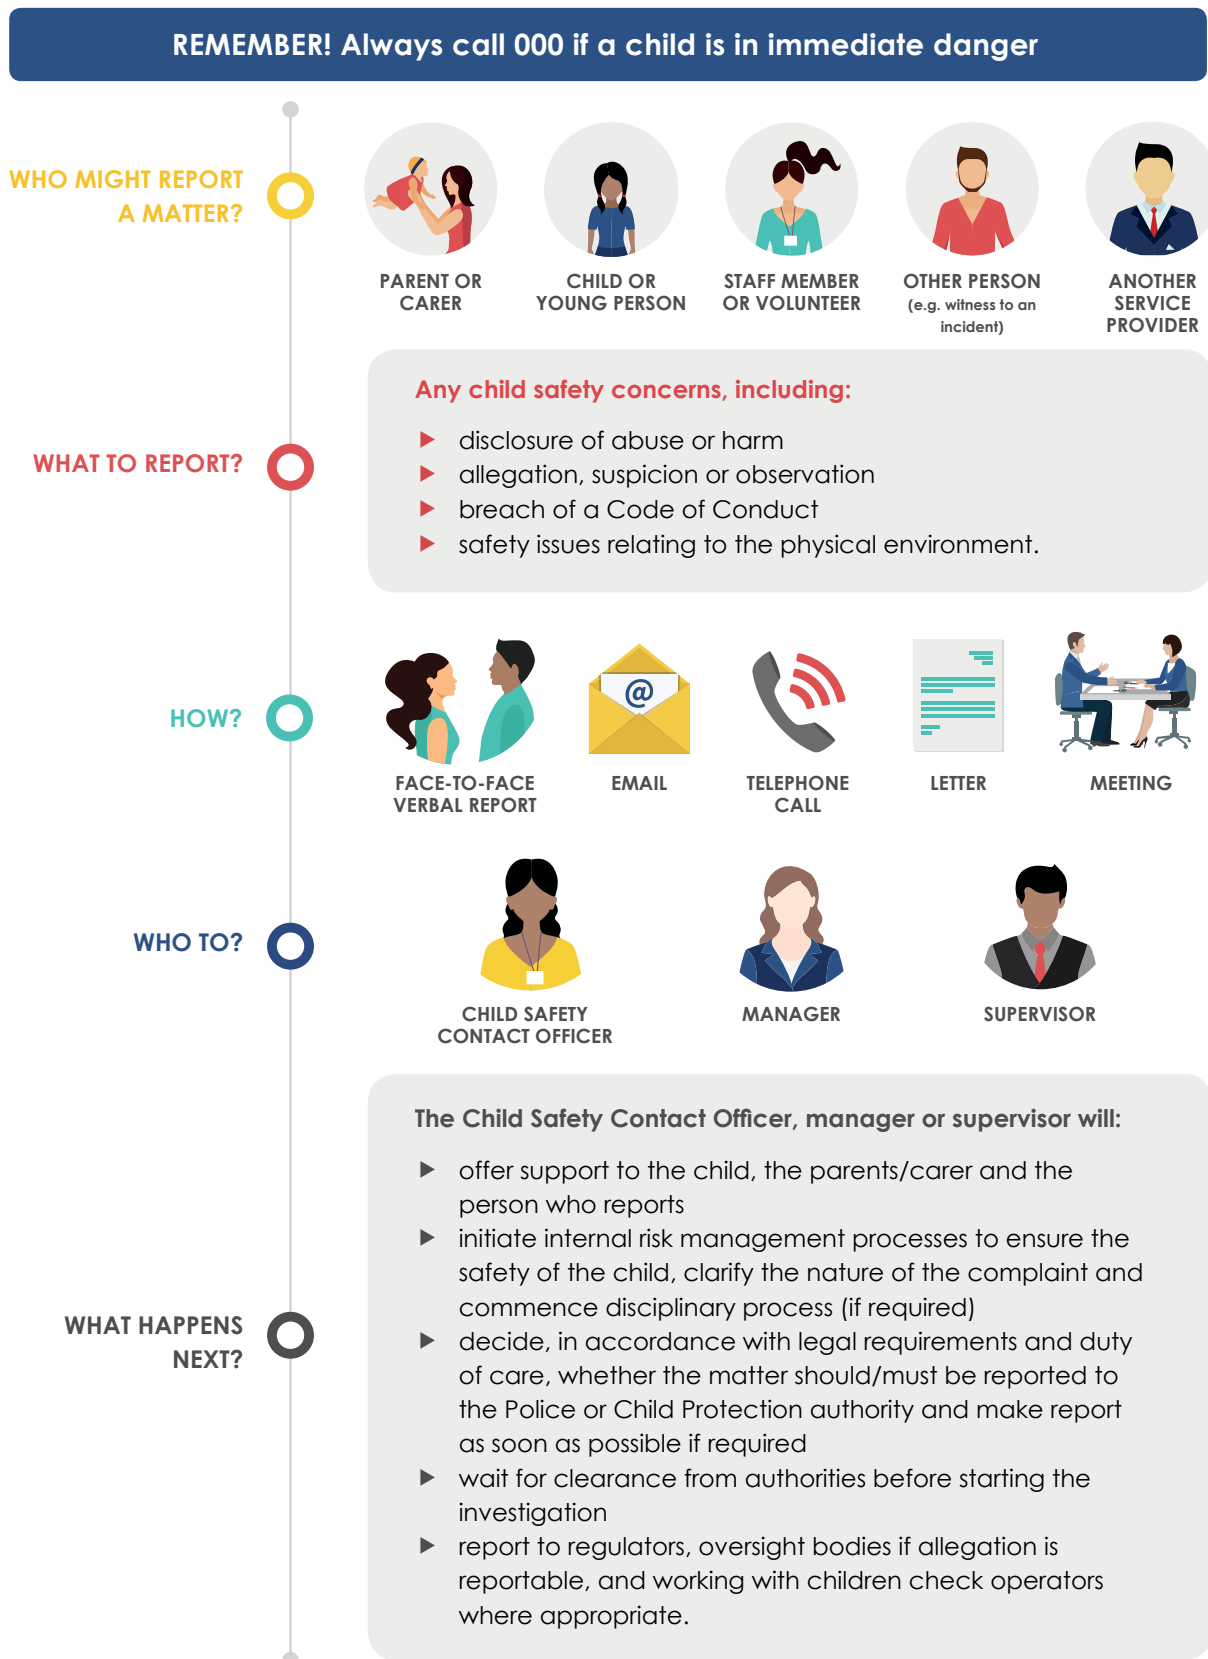 REMEMBER! Always call 000 if a child is in immediate danger
WHO MIGHT REPORT
A MATTER?
PARENT OR
CARER
CHILD OR
YOUNG PERSON
STAFF MEMBER
OR VOLUNTEER
OTHER PERSON
(e.g. witness to an
incident)
ANOTHER
SERVICE
PROVIDER
WHAT TO REPORT?
Any child safety concerns, including:
disclosure of abuse or harm
allegation, suspicion or observation
breach of a Code of Conduct
safety issues relating to the physical environment.
HOW?
FACE-TO-FACE
VERBAL REPORT
@
EMAIL
TELEPHONE
CALL
LETTER
MEETING
WHO TO?
CHILD SAFETY
CONTACT OFFICER
MANAGER
SUPERVISOR
WHAT HAPPENS
NEXT?
The Child Safety Contact Officer, manager or supervisor will:
offer support to the child, the parents/carer and the
person who reports
initiate internal risk management processes to ensure the
safety of the child, clarify the nature of the complaint and
commence disciplinary process (if required)
decide, in accordance with legal requirements and duty
of care, whether the matter should/must be reported to
the Police or Child Protection authority and make report
as soon as possible if required
wait for clearance from authorities before starting the
investigation
report to regulators, oversight bodies if allegation is
reportable, and working with children check operators
where appropriate.